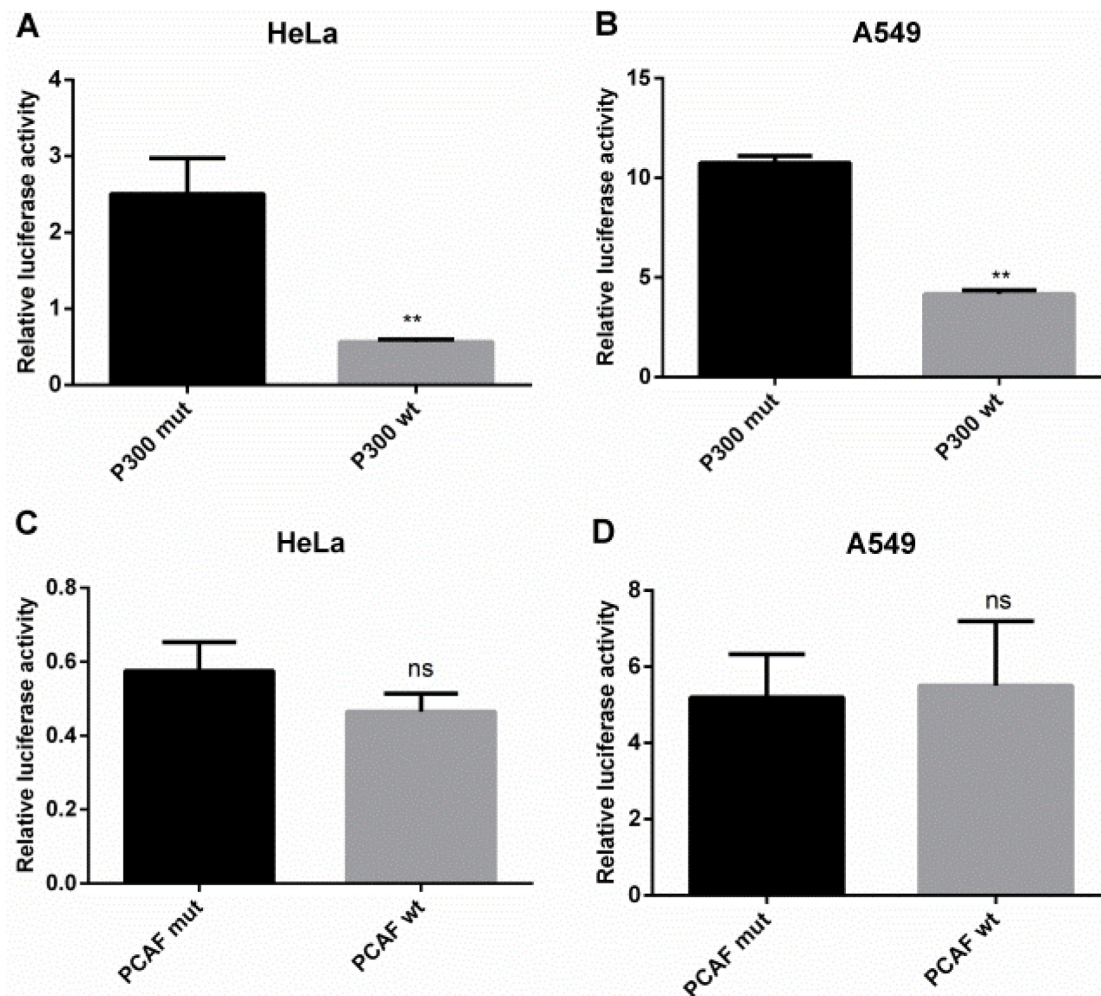 A
HeLa
Relative luciferase activity
4
3
2
1
0
**
P300 mut
P300 wt
B
A549
Relative luciferase activity
15
10
5
0
**
P300 mut
P300 wt
C
HeLa
Relative luciferase activity
0.8
0.6
0.4
0.2
0.0
ns
PCAF mut
PCAF wt
D
A549
Relative luciferase activity
8
6
4
2
0
ns
PCAF mut
PCAF wt